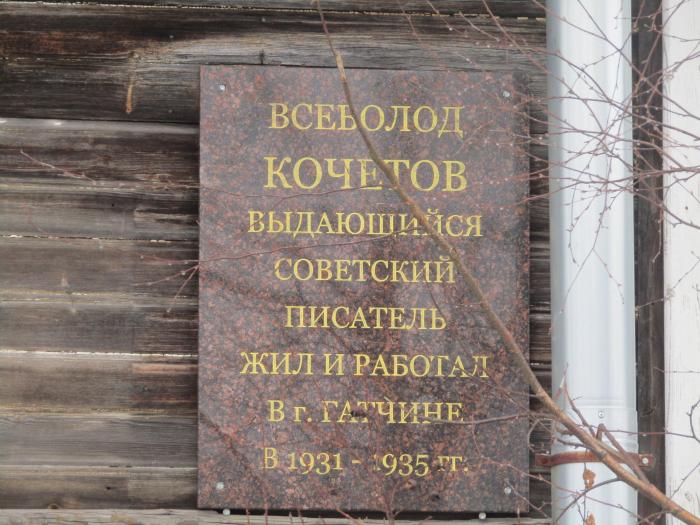 ВСЕВОЛОД
КОЧЕТОВ
ВЫДАЮЩИЙСЯ
СОВЕТСКИЙ
ПИСАТЕЛЬ
ЖИЛ И РАБОТАЛ
В г. ГАТЧИНЕ
В 1931 - 1935 гг.